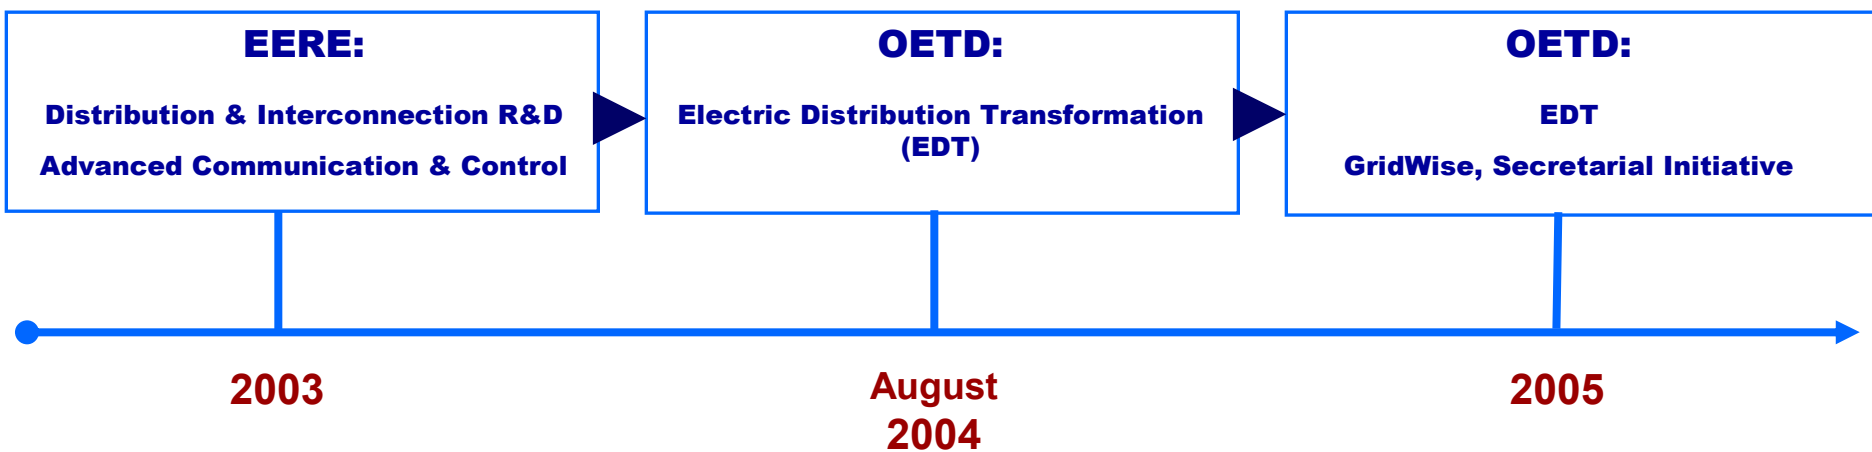 EERE:
Distribution & Interconnection R&D
Advanced Communication & Control
OETD:
Electric Distribution Transformation
(EDT)
OETD:
EDT
GridWise, Secretarial Initiative
2003
August
2004
2005